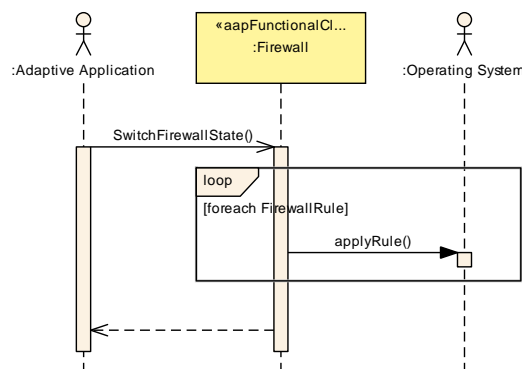 «aapFunctionalCl...
:Firewall
:Adaptive Application
:Operating System
SwitchFirewallState()
loop
[foreach FirewallRule]
applyRule()